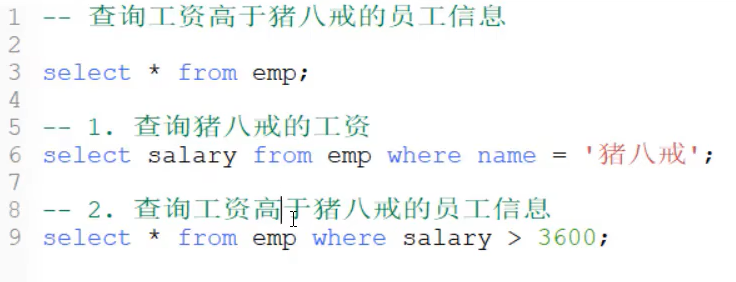 1 -- 查询工资高于猪八戒的员工信息
2
3 select * from emp;
4
5 -- 1. 查询猪八戒的工资
6 select salary from emp where name = '猪八戒';
7
8 -- 2. 查询工资高于猪八戒的员工信息
9 select * from emp where salary > 3600;